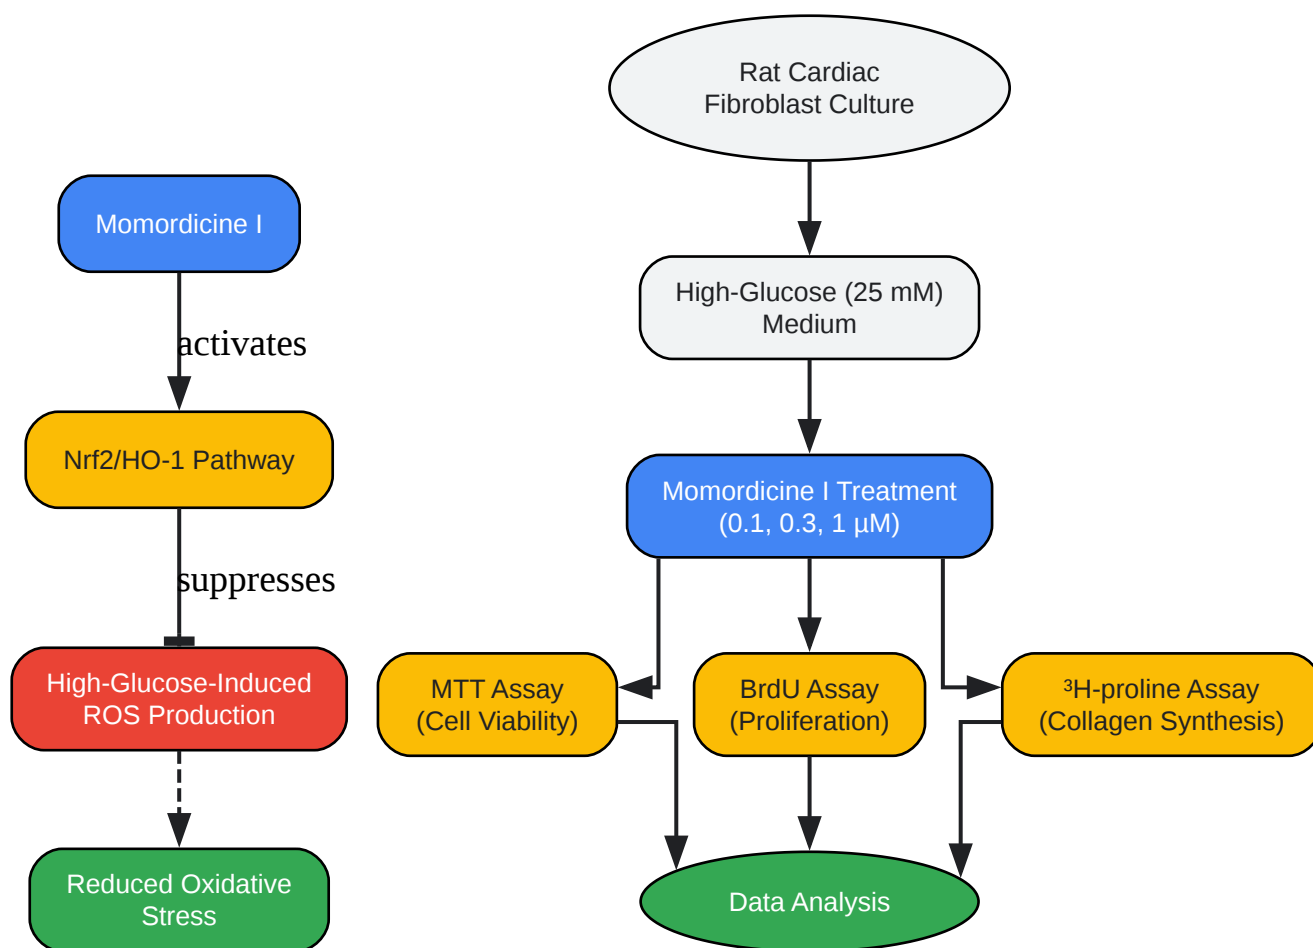 Momordicine I
activates
Nrf2/HO-1 Pathway
suppresses
High-Glucose-Induced
ROS Production
Reduced Oxidative
Stress
Rat Cardiac
Fibroblast Culture
High-Glucose (25 mM)
Medium
Momordicine I Treatment
(0.1, 0.3, 1 µM)
MTT Assay
(Cell Viability)
BrdU Assay
(Proliferation)
³H-proline Assay
(Collagen Synthesis)
Data Analysis